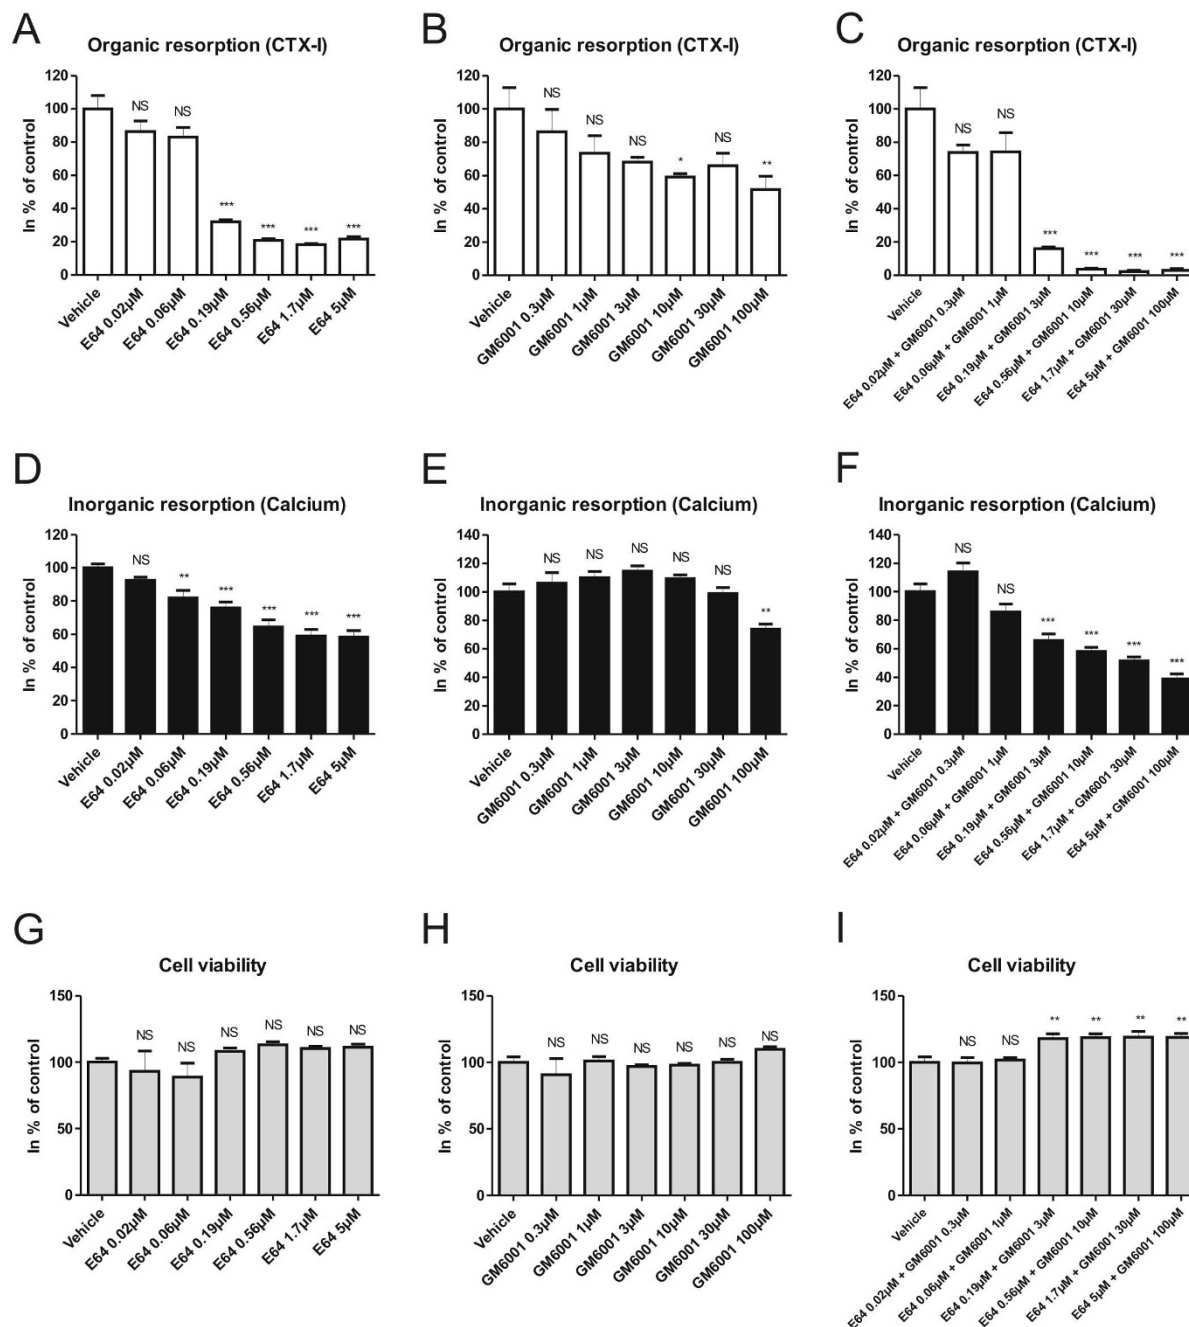 A
Organic resorption (CTX-I)
In % of control
120
100
80
60
40
20
0
NS
NS
***
***
***
***
Vehicle
E64 0.02µM
E64 0.06µM
E64 0.19µM
E64 0.56µM
E64 1.7µM
E64 5µM
B
Organic resorption (CTX-I)
In % of control
120
100
80
60
40
20
0
NS
NS
NS
*
NS
**
Vehicle
GM6001 0.3µM
GM6001 1µM
GM6001 3µM
GM6001 10µM
GM6001 30µM
GM6001 100µM
C
Organic resorption (CTX-I)
In % of control
120
100
80
60
40
20
0
NS
NS
***
***
***
***
Vehicle
E64 0.02µM + GM6001 0.3µM
E64 0.06µM + GM6001 1µM
E64 0.19µM + GM6001 3µM
E64 0.56µM + GM6001 10µM
E64 1.7µM + GM6001 30µM
E64 5µM + GM6001 100µM
D
Inorganic resorption (Calcium)
In % of control
120
100
80
60
40
20
0
NS
**
***
***
***
***
Vehicle
E64 0.02µM
E64 0.06µM
E64 0.19µM
E64 0.56µM
E64 1.7µM
E64 5µM
E
Inorganic resorption (Calcium)
In % of control
140
120
100
80
60
40
20
0
NS
NS
NS
NS
NS
**
Vehicle
GM6001 0.3µM
GM6001 1µM
GM6001 3µM
GM6001 10µM
GM6001 30µM
GM6001 100µM
F
Inorganic resorption (Calcium)
In % of control
140
120
100
80
60
40
20
0
NS
NS
***
***
***
***
Vehicle
E64 0.02µM + GM6001 0.3µM
E64 0.06µM + GM6001 1µM
E64 0.19µM + GM6001 3µM
E64 0.56µM + GM6001 10µM
E64 1.7µM + GM6001 30µM
E64 5µM + GM6001 100µM
G
Cell viability
In % of control
150
100
50
0
NS
NS
NS
NS
NS
NS
Vehicle
E64 0.02µM
E64 0.06µM
E64 0.19µM
E64 0.56µM
E64 1.7µM
E64 5µM
H
Cell viability
In % of control
150
100
50
0
NS
NS
NS
NS
NS
NS
Vehicle
GM6001 0.3µM
GM6001 1µM
GM6001 3µM
GM6001 10µM
GM6001 30µM
GM6001 100µM
I
Cell viability
In % of control
150
100
50
0
NS
NS
**
**
**
**
Vehicle
E64 0.02µM + GM6001 0.3µM
E64 0.06µM + GM6001 1µM
E64 0.19µM + GM6001 3µM
E64 0.56µM + GM6001 10µM
E64 1.7µM + GM6001 30µM
E64 5µM + GM6001 100µM